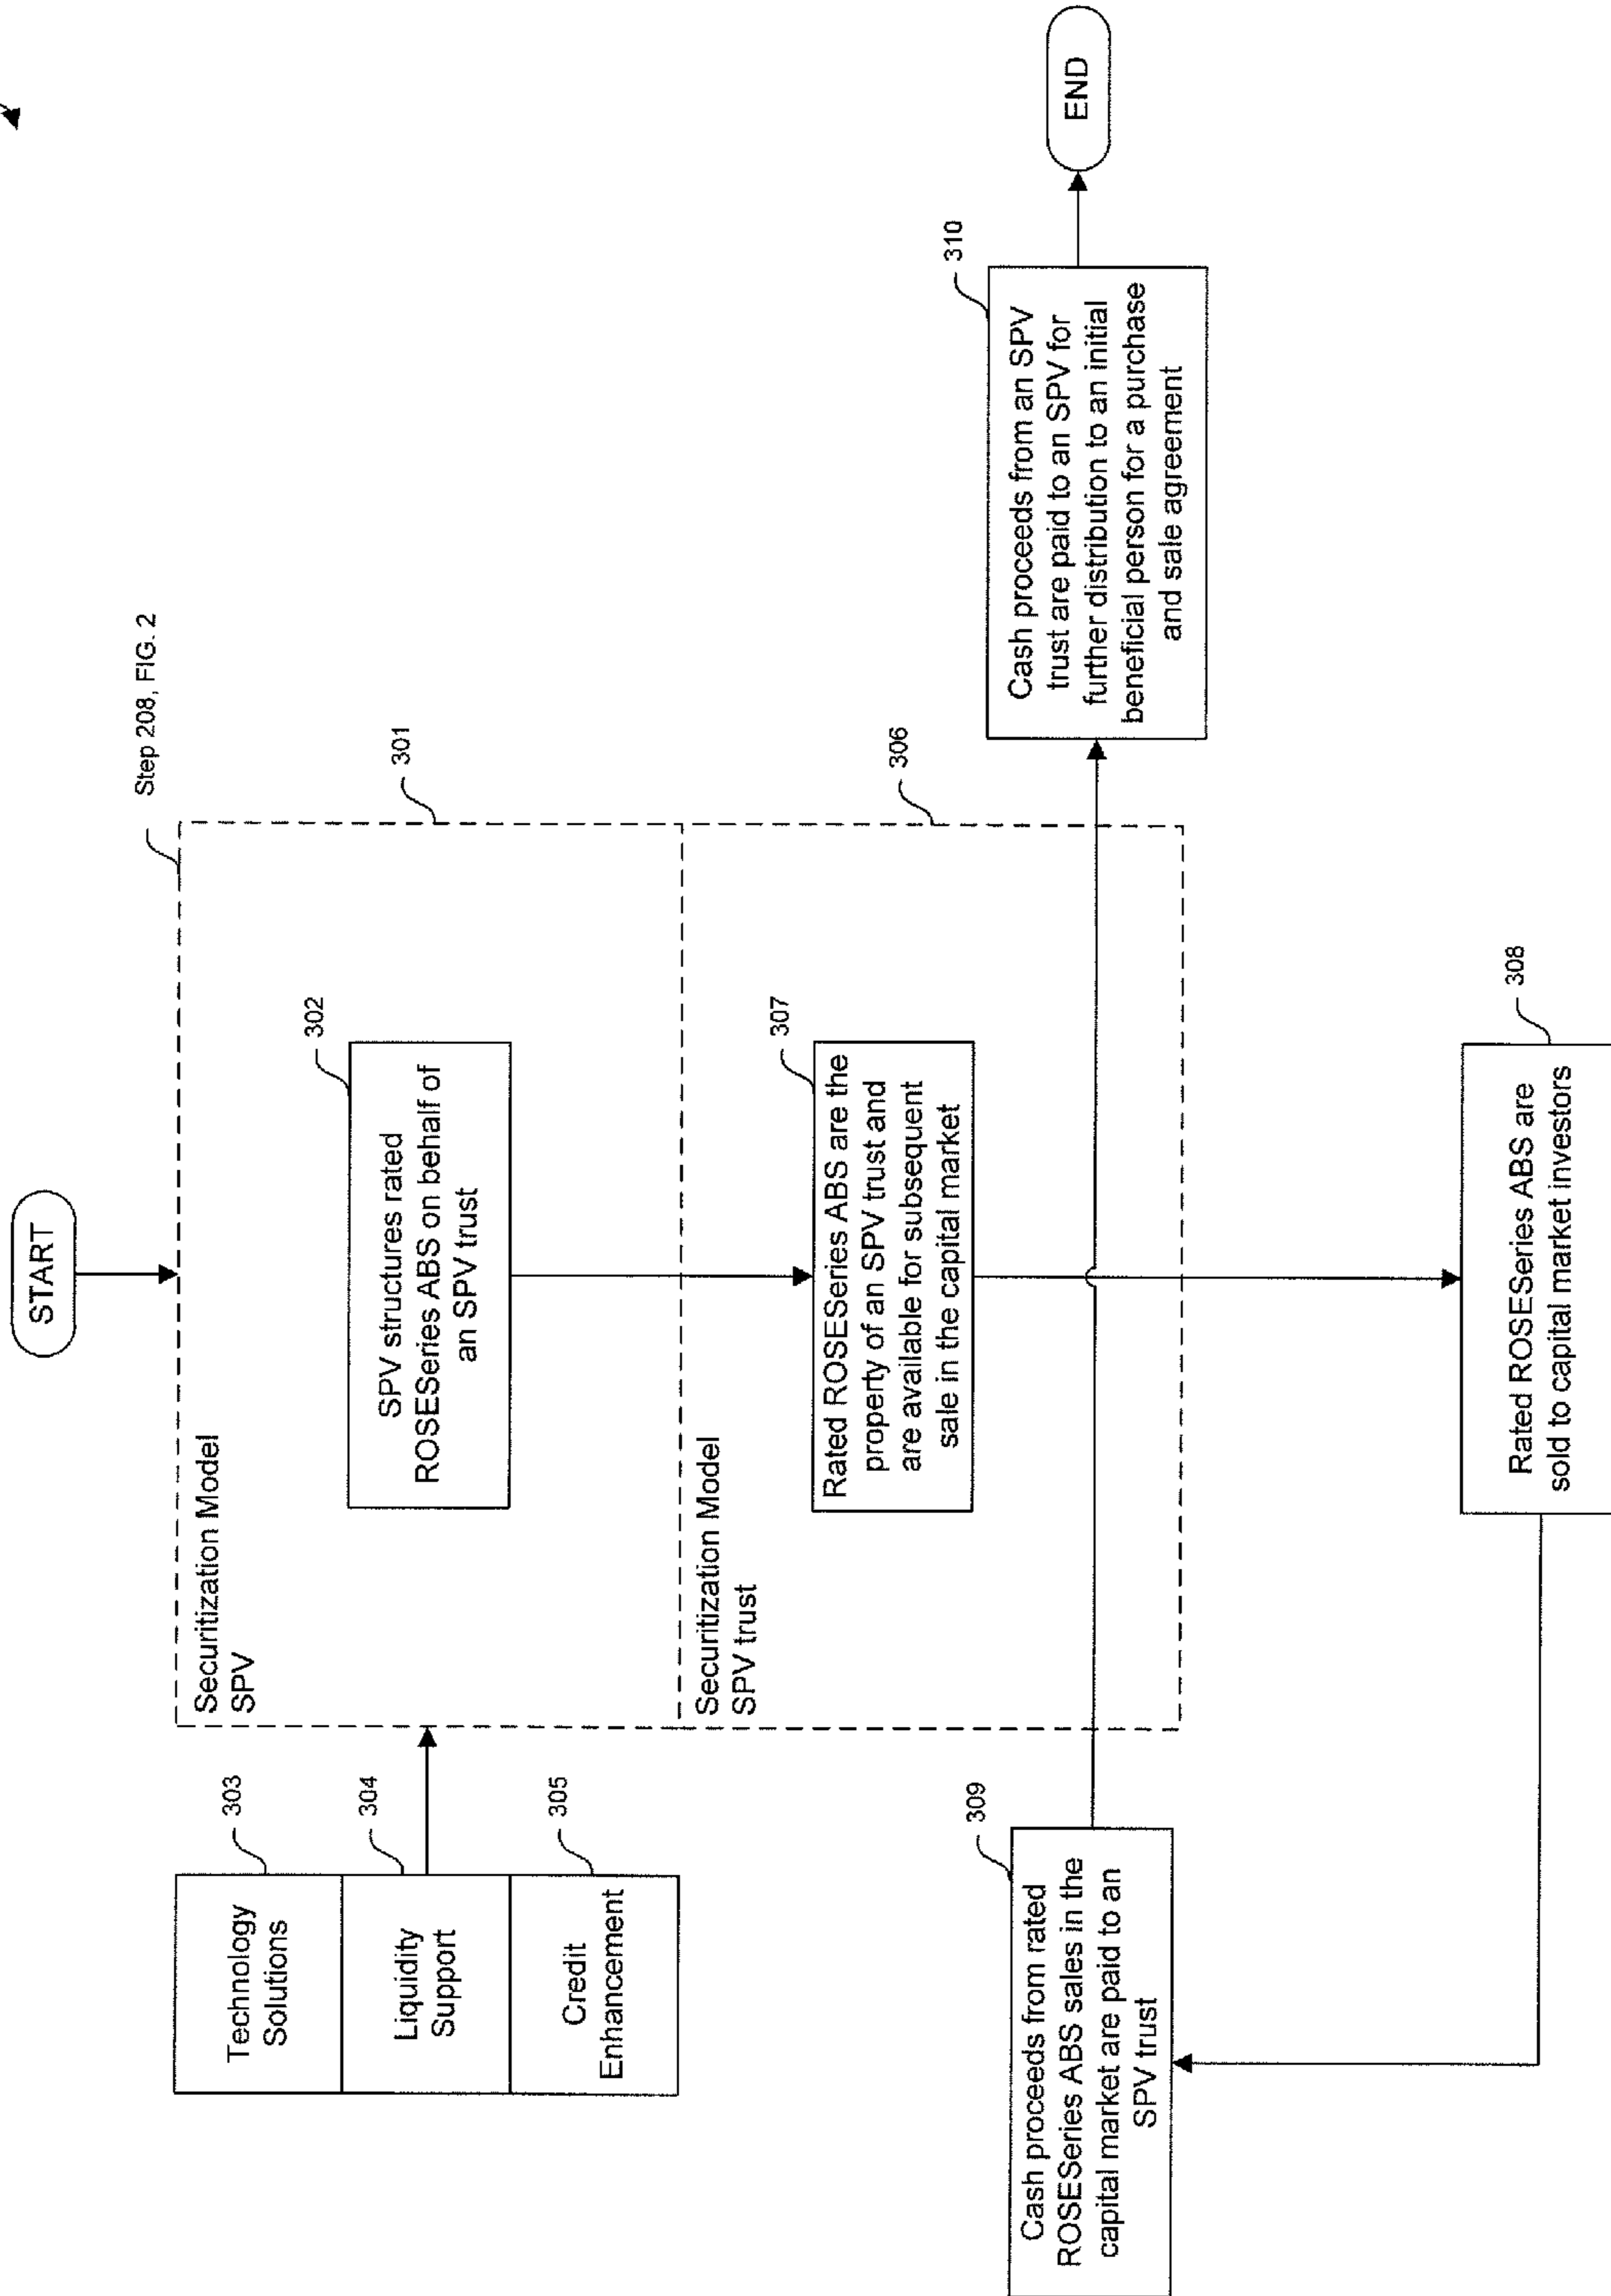 START
Step 208, FIG. 2
Securitization Model
SPV
301
302
SPV structures rated
ROSESeries ABS on behalf of
an SPV trust
303
Technology
Solutions
304
Liquidity
Support
305
Credit
Enhancement
Securitization Model
SPV trust
306
307
Rated ROSESeries ABS are the
property of an SPV trust and
are available for subsequent
sale in the capital market
308
Rated ROSESeries ABS are
sold to capital market investors
309
Cash proceeds from rated
ROSESeries ABS sales in the
capital market are paid to an
SPV trust
310
Cash proceeds from an SPV
trust are paid to an SPV for
further distribution to an initial
beneficial person for a purchase
and sale agreement
END